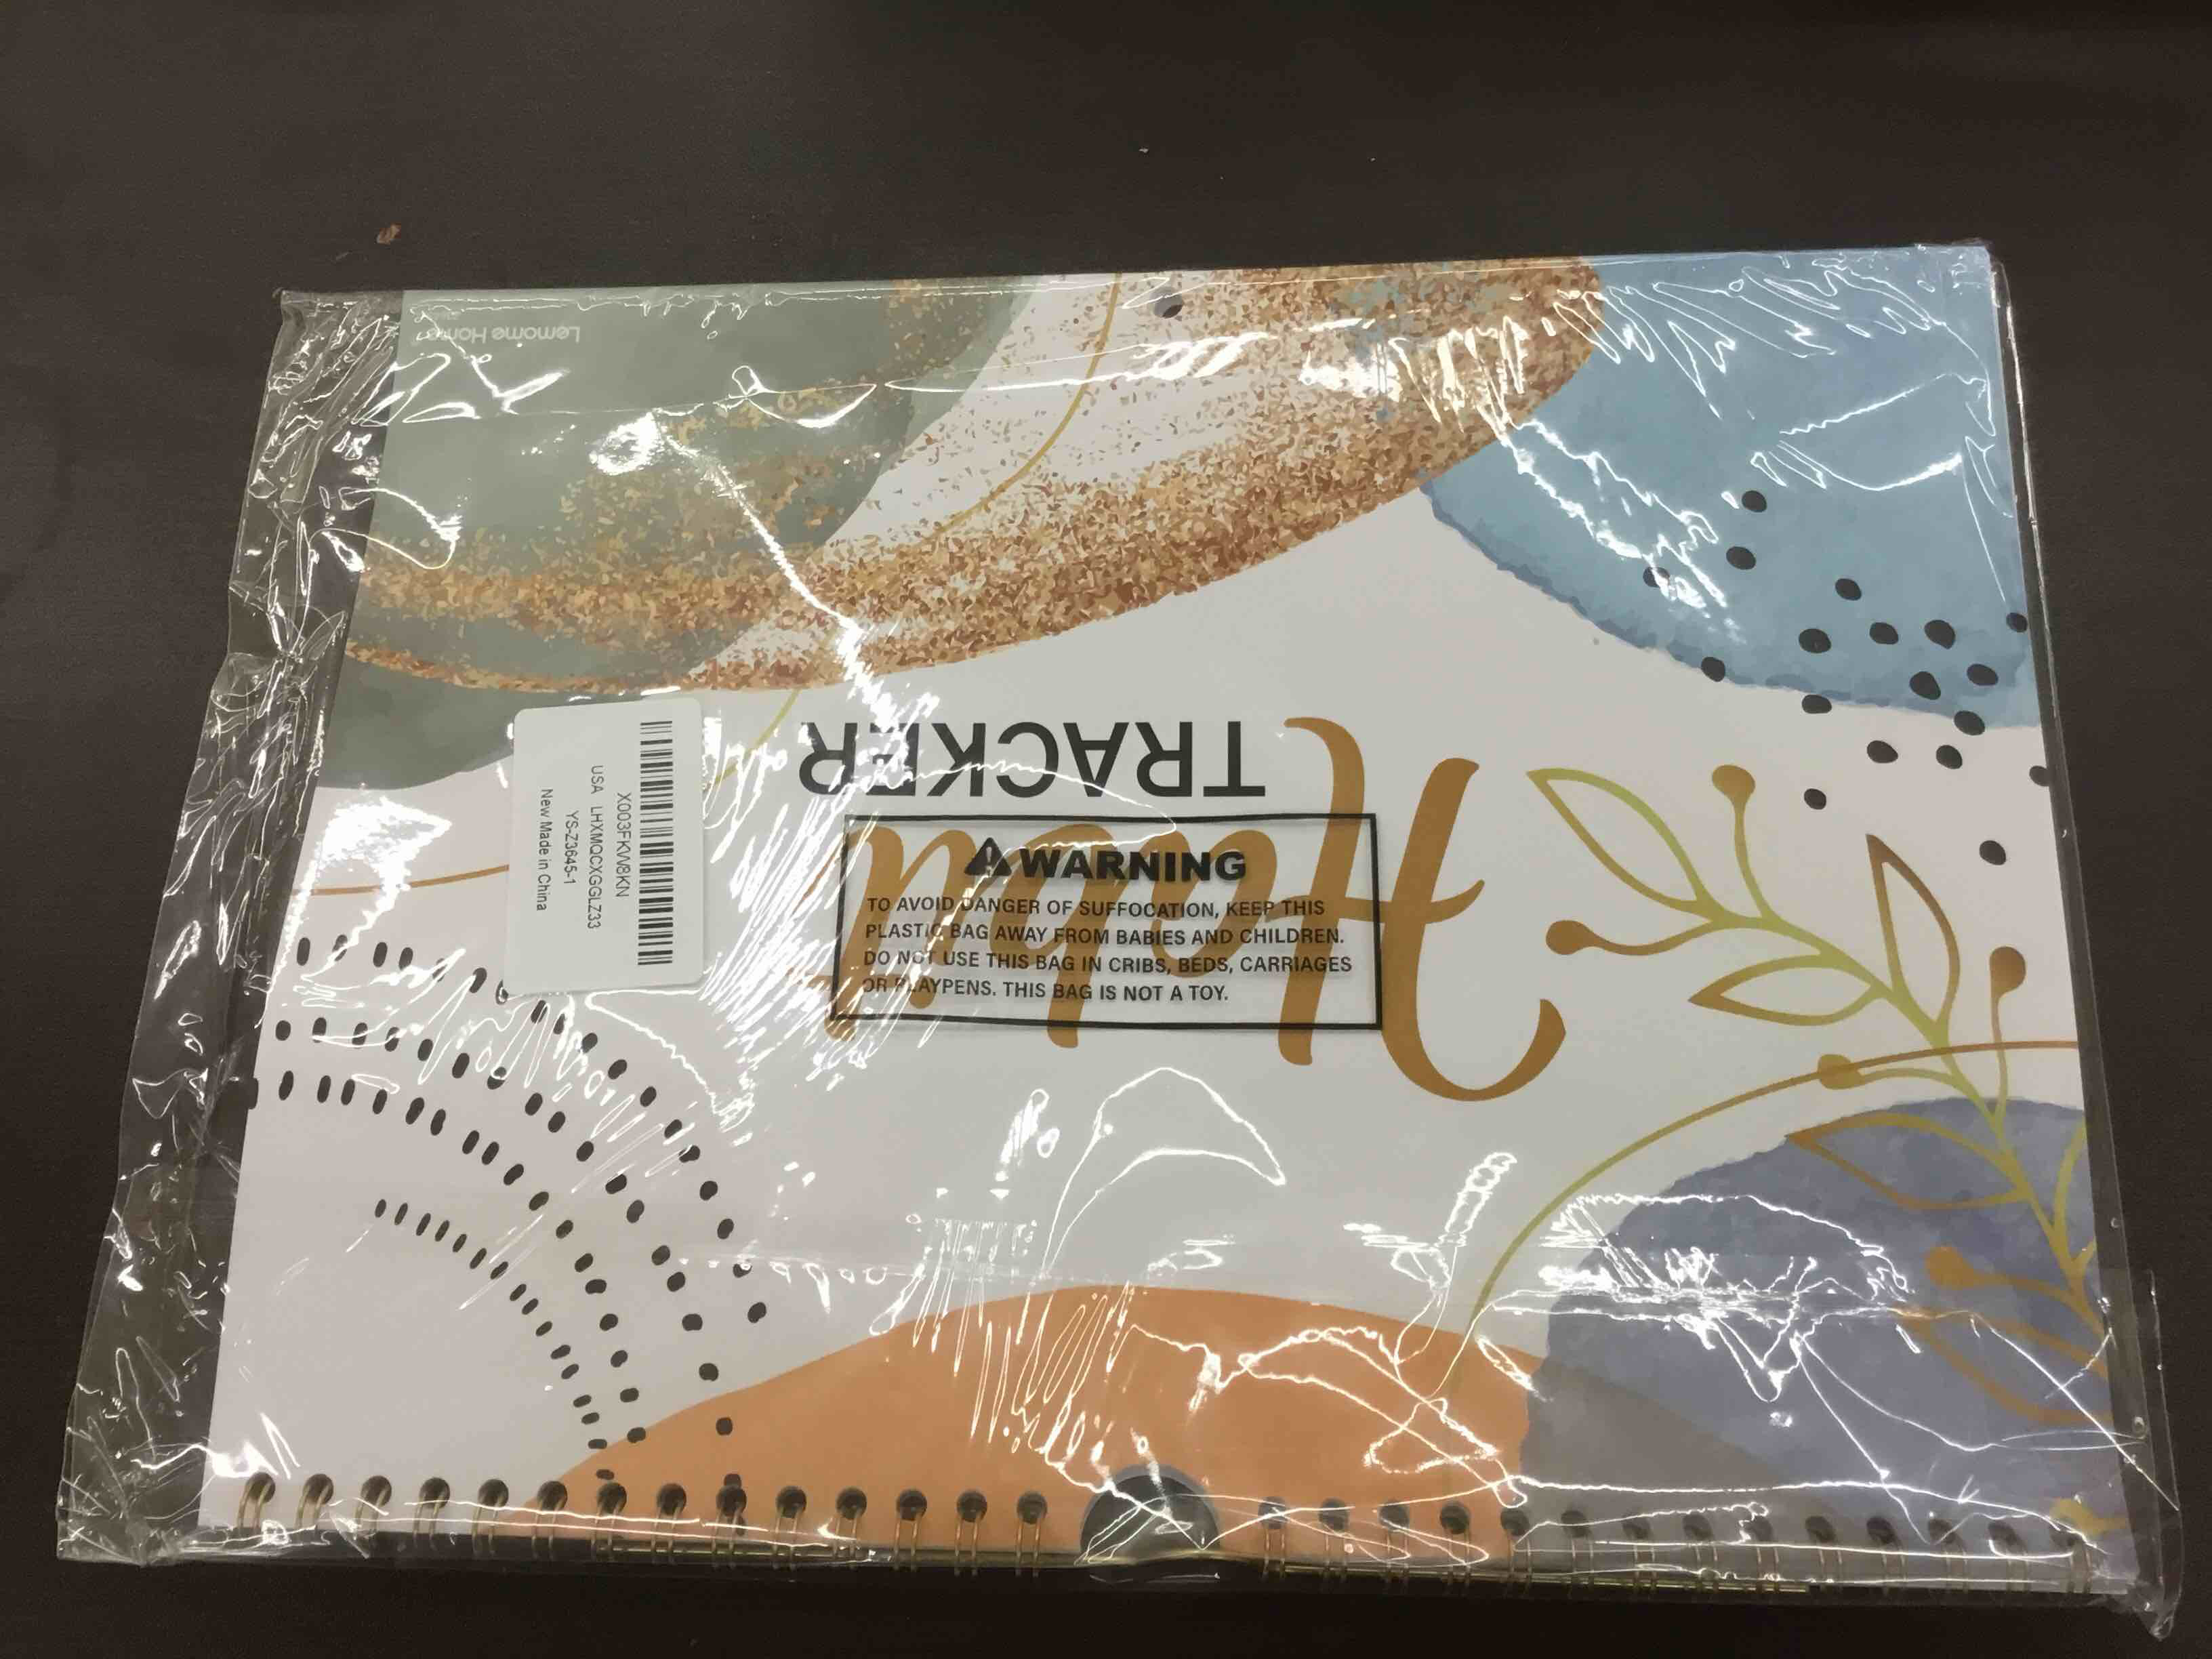 Lemome Home
Habit
TRACKER
WARNING
TO AVOID DANGER OF SUFFOCATION, KEEP THIS
PLASTIC BAG AWAY FROM BABIES AND CHILDREN.
DO NOT USE THIS BAG IN CRIBS, BEDS, CARRIAGES
OR PLAYPENS. THIS BAG IS NOT A TOY.
X003FKW8KN
USA LHXMQCXGGLZ33
YS-Z3645-1
New Made in China